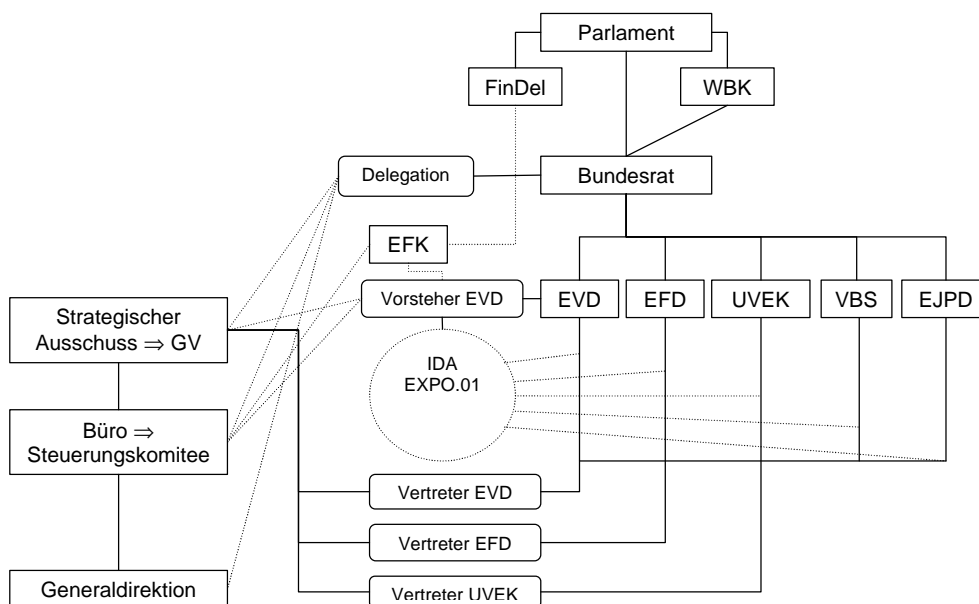 Parlament
FinDel
WBK
Delegation
Bundesrat
EFK
Vorsteher EVD
EVD
EFD
UVEK
VBS
EJPD
Strategischer
Ausschuss ⇒ GV
IDA
EXPO.01
Büro ⇒
Steuerungskomitee
Vertreter EVD
Vertreter EFD
Generaldirektion
Vertreter UVEK